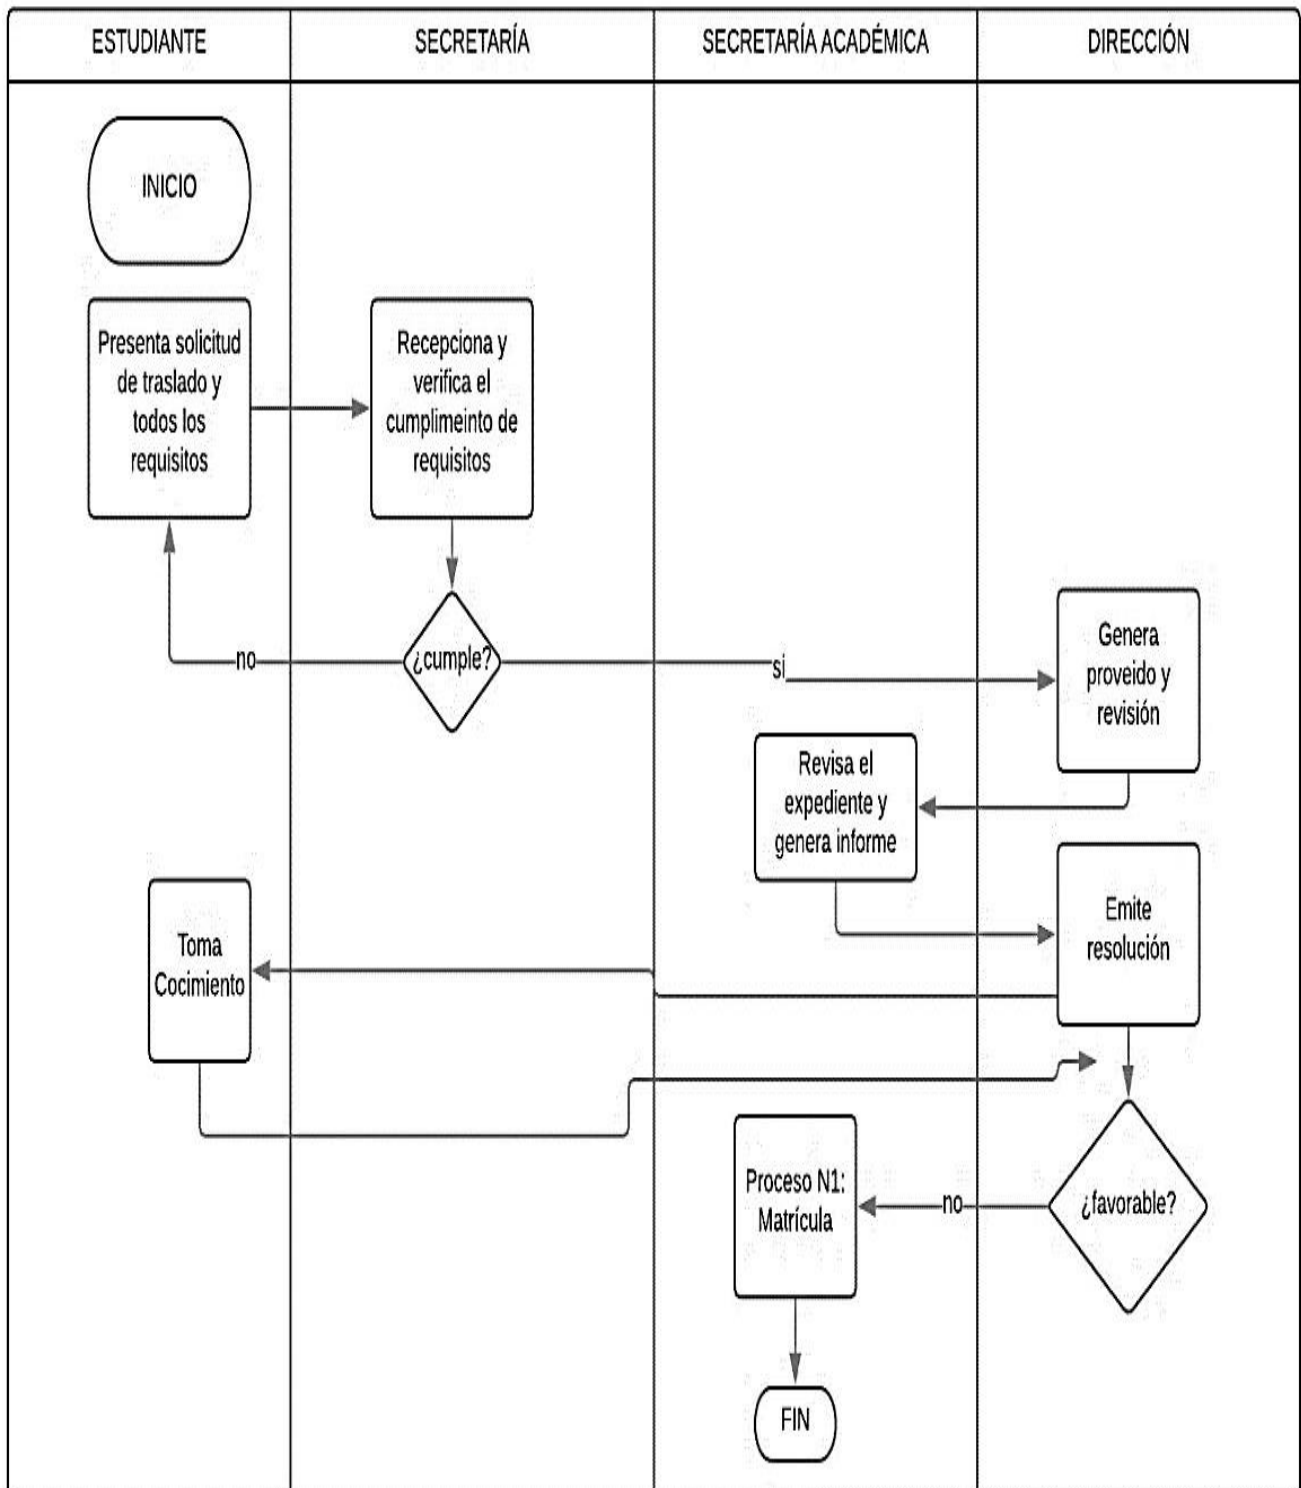 ESTUDIANTE
SECRETARÍA
SECRETARÍA ACADÉMICA
DIRECCIÓN
INICIO
Presenta solicitud
de traslado y
todos los
requisitos
Recepciona y
verifica el
cumplimeinto de
requisitos
¿cumple?
no
si
Genera
proveido y
revisión
Revisa el
expediente y
genera informe
Emite
resolución
Toma
Cocimiento
¿favorable?
no
Proceso N1:
Matrícula
FIN